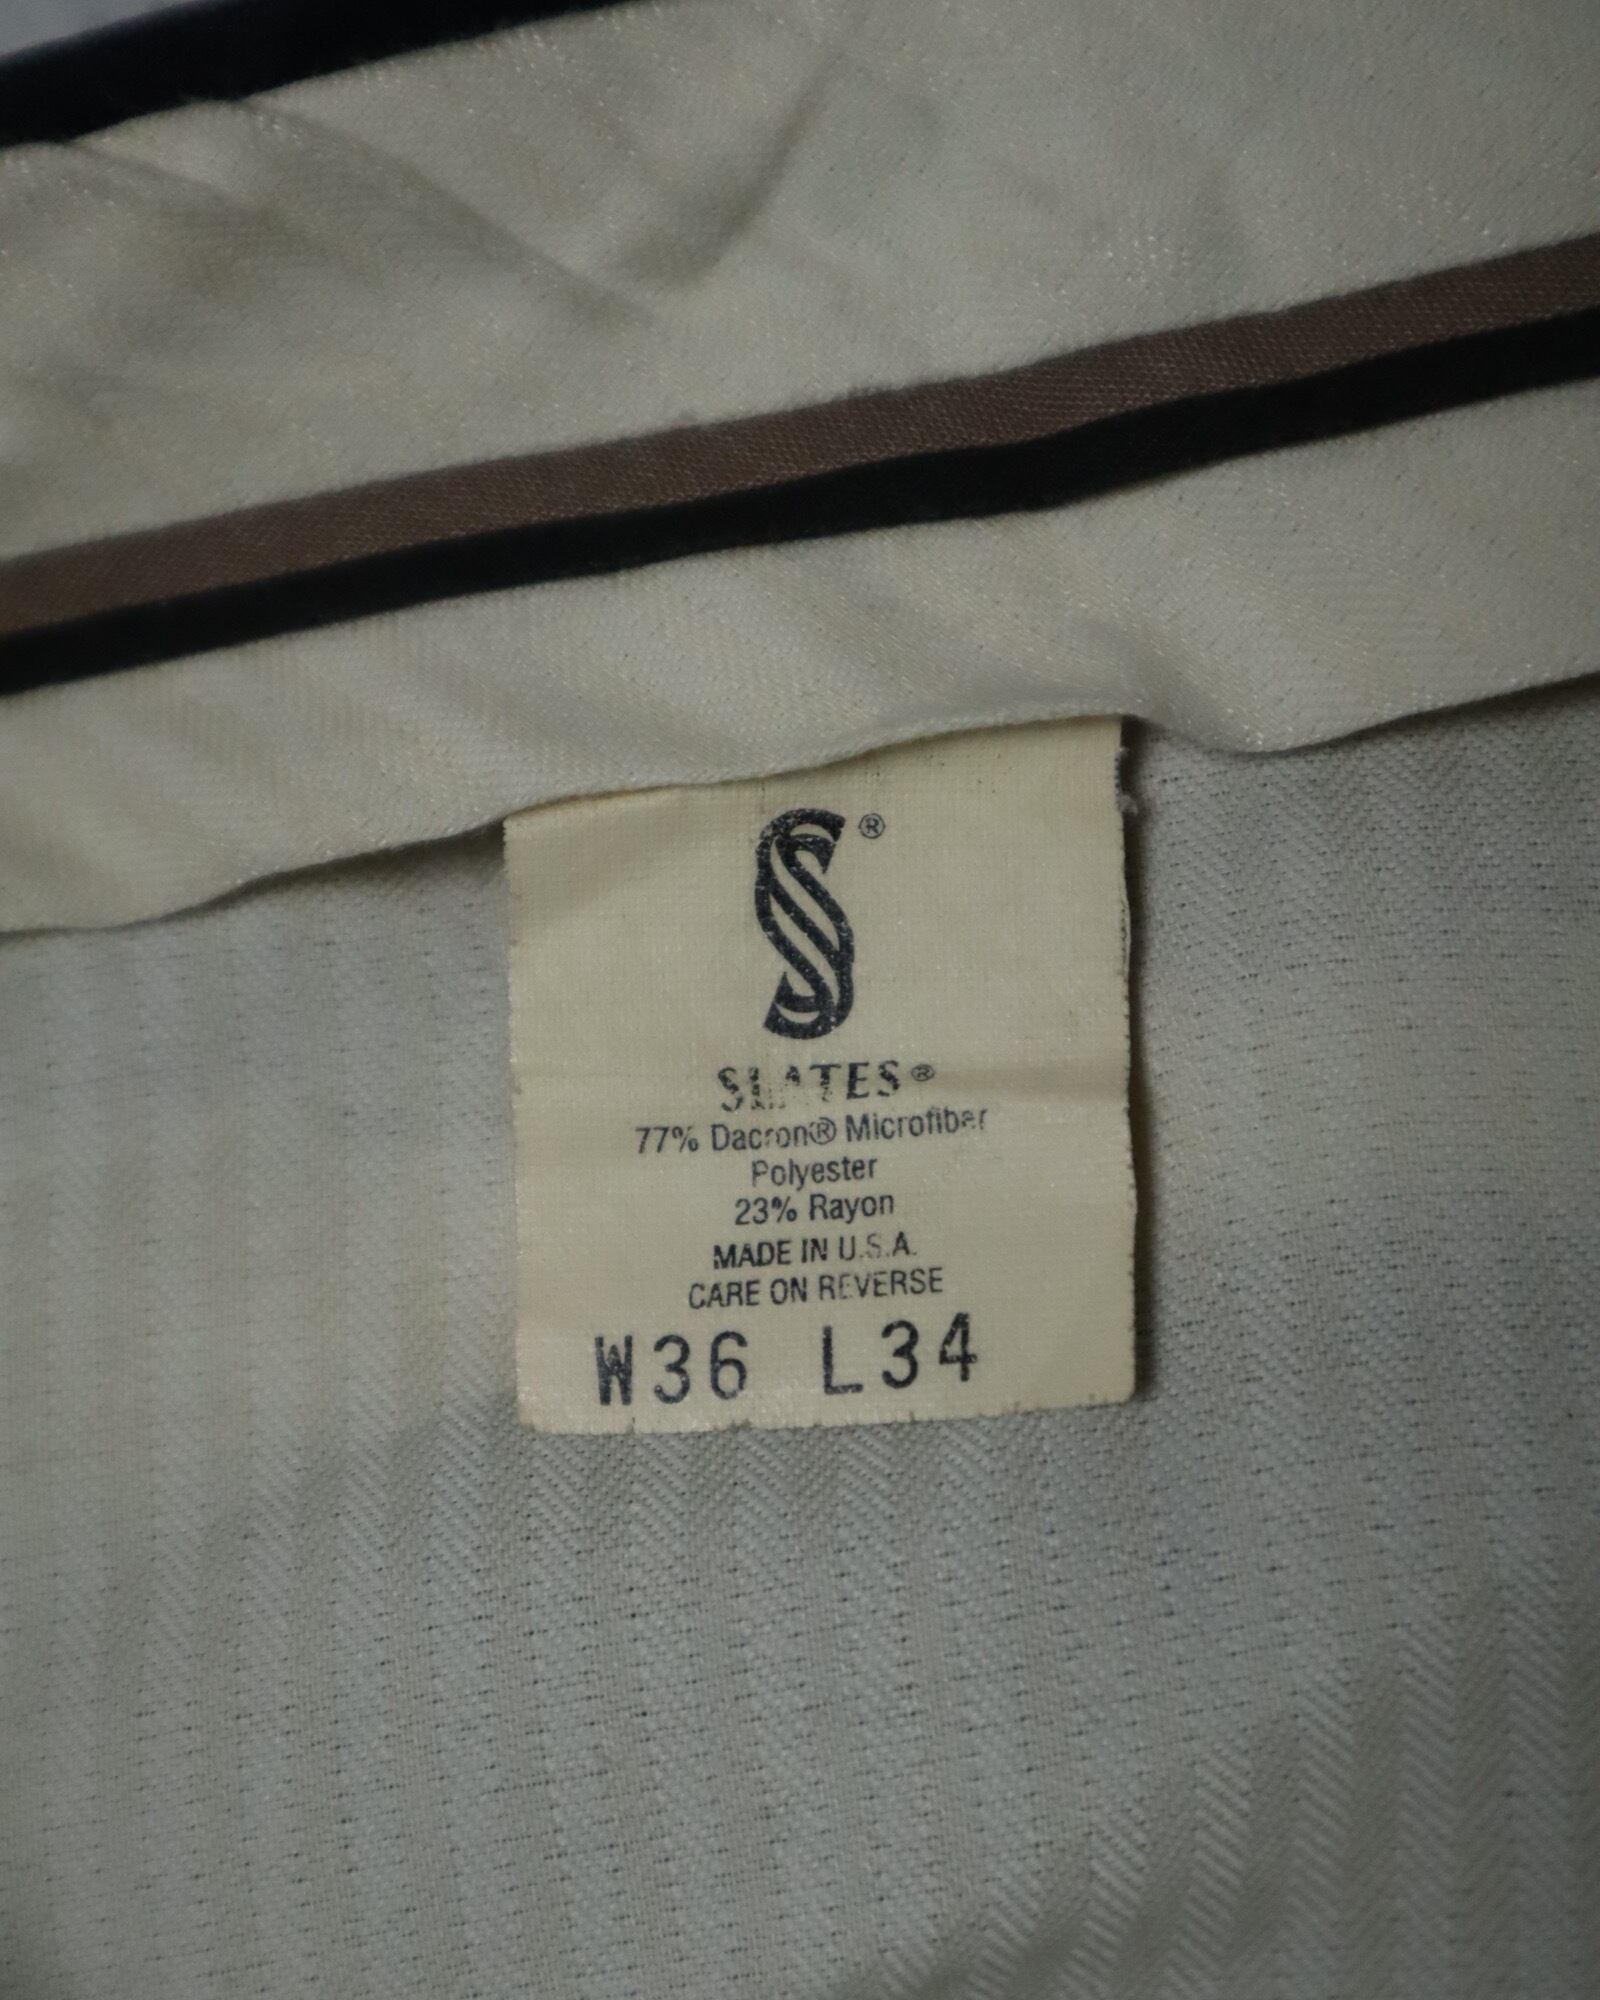 ®
SLATES®
77% Dacron® Microfiber
Polyester
23% Rayon
MADE IN U.S.A.
CARE ON REVERSE
W36 L34